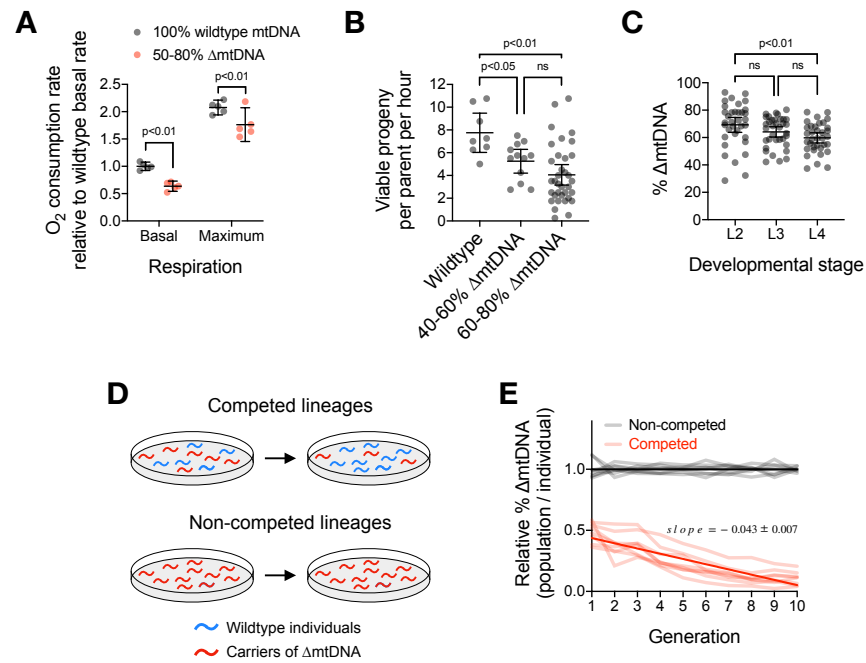 A
100% wildtype mtDNA
50-80% ΔmtDNA
O2 consumption rate
relative to wildtype basal rate
2.5
2.0
1.5
1.0
0.5
0.0
p<0.01
p<0.01
Basal
Maximum
Respiration
B
Viable progeny
per parent per hour
12
10
8
6
4
2
0
p<0.01
p<0.05
ns
Wildtype
40-60% ΔmtDNA
60-80% ΔmtDNA
C
% ΔmtDNA
100
80
60
40
20
0
p<0.01
ns
ns
L2
L3
L4
Developmental stage
D
Competed lineages
Non-competed lineages
Wildtype individuals
Carriers of ΔmtDNA
E
Relative % ΔmtDNA
(population / individual)
Non-competed
Competed
1.0
0.5
0.0
slope = − 0.043 ± 0.007
1 2 3 4 5 6 7 8 9 10
Generation